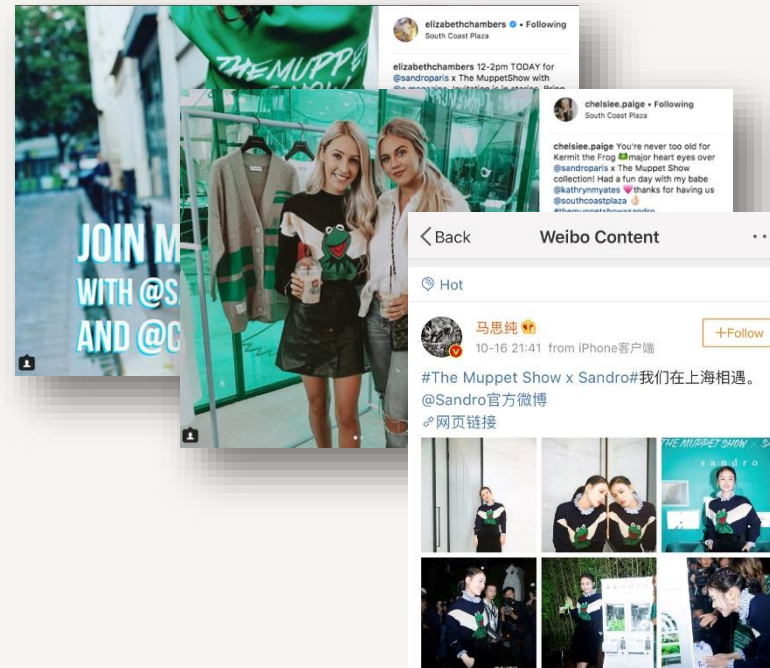 THE MUPPE
elizabethchambers • Following
South Coast Plaza
elizabethchambers 12-2pm TODAY for
@sandroparis x The MuppetShow with
JOIN M
WITH @S
AND @C
chelsiee.paige • Following
South Coast Plaza
chelsiee.paige You're never too old for
Kermit the Frog 🐸major heart eyes over
@sandroparis x The Muppet Show
collection! Had a fun day with my babe
@kathrynmyates 💗thanks for having us
@southcoastplaza 👌🏻
#themuppetshowxsandro
Back
Weibo Content
Hot
马思纯
+Follow
10-16 21:41 from iPhone客户端
#The Muppet Show x Sandro#我们在上海相遇。
@Sandro官方微博
网页链接
THE MUPPET SHOW X S
sandro